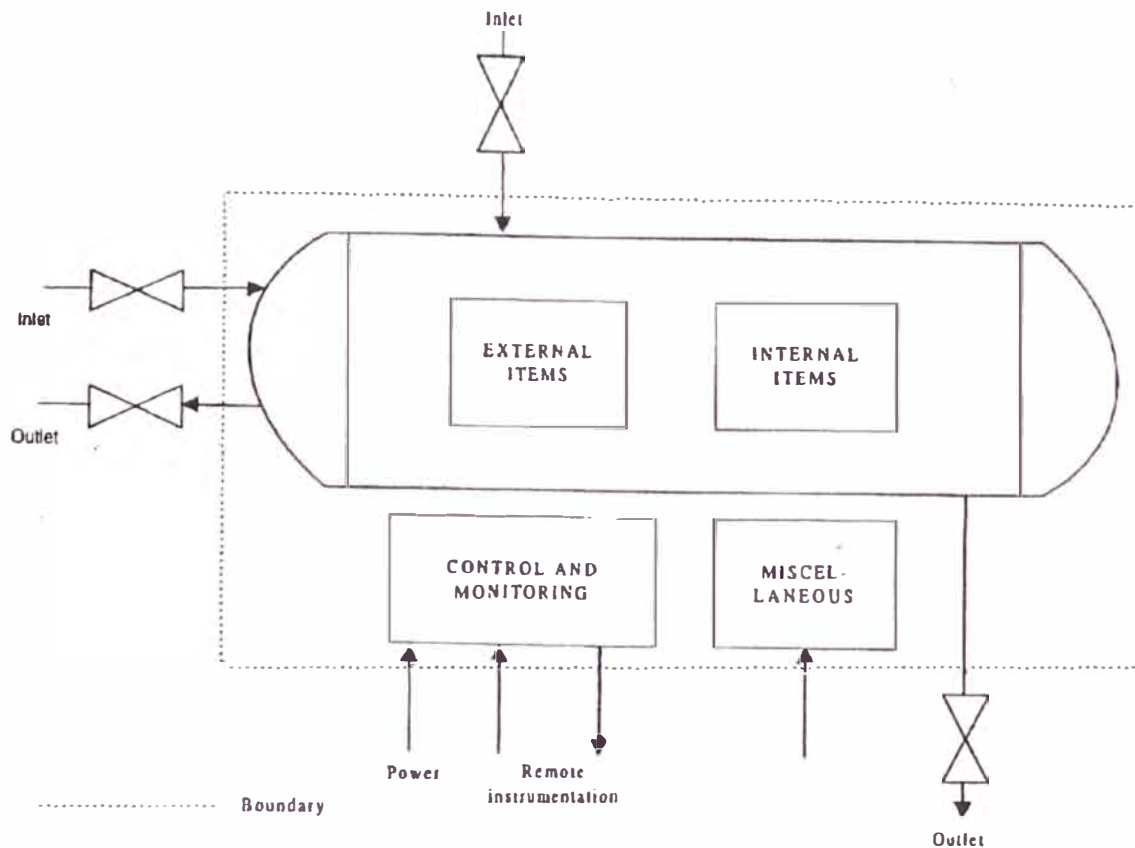 Inlet
Inlet
Outlet
EXTERNAL
ITEMS
INTERNAL
ITEMS
CONTROL AND
MONITORING
MISCEL-
LANEOUS
Power
Remote
instrumentation
Boundary
Outlet